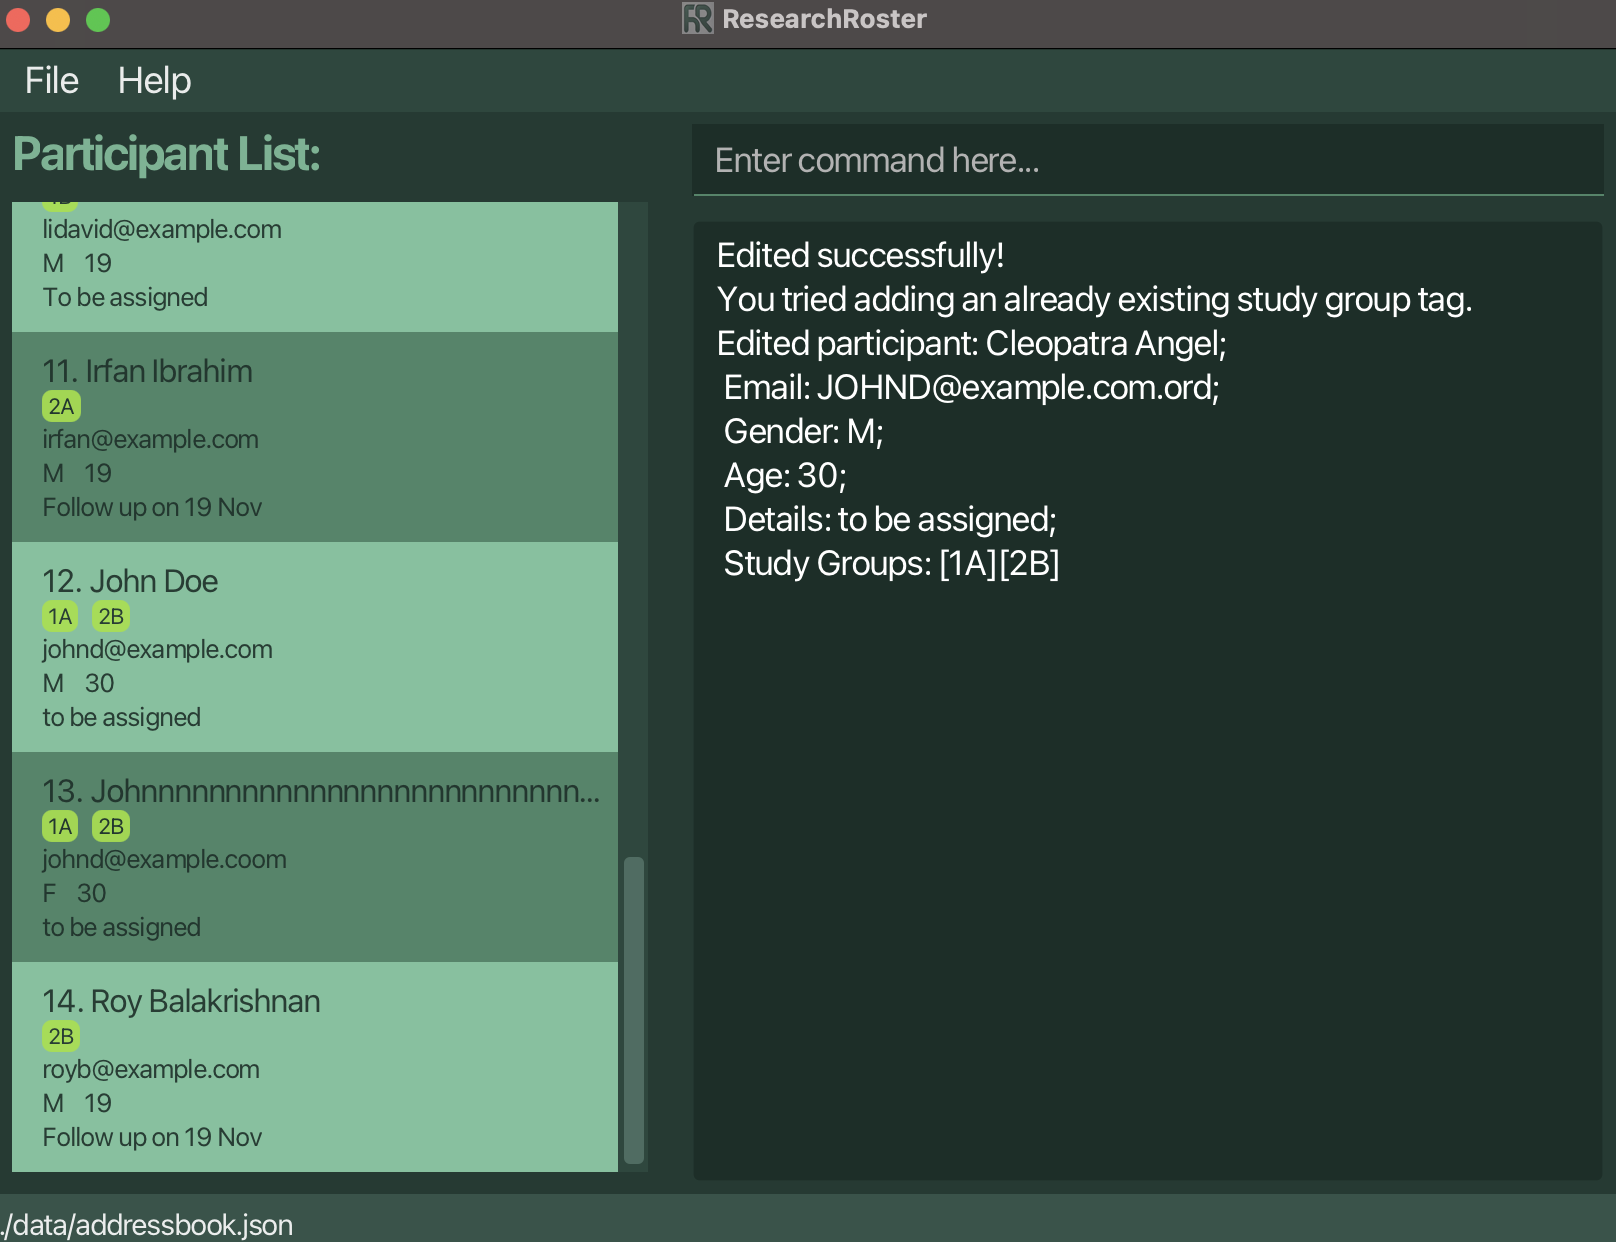 ResearchRoster
File Help
Participant List:
lidavid@example.com
M 19
To be assigned
11. Irfan Ibrahim
2A
irfan@example.com
M 19
Follow up on 19 Nov
12. John Doe
1A 2B
johnd@example.com
M 30
to be assigned
13. Johnnnnnnnnnnnnnnnnnnnnnnnnnnn...
1A 2B
johnd@example.coom
F 30
to be assigned
14. Roy Balakrishnan
2B
royb@example.com
M 19
Follow up on 19 Nov
Enter command here...
Edited successfully!
You tried adding an already existing study group tag.
Edited participant: Cleopatra Angel;
Email: JOHND@example.com.ord;
Gender: M;
Age: 30;
Details: to be assigned;
Study Groups: [1A][2B]
./data/addressbook.json